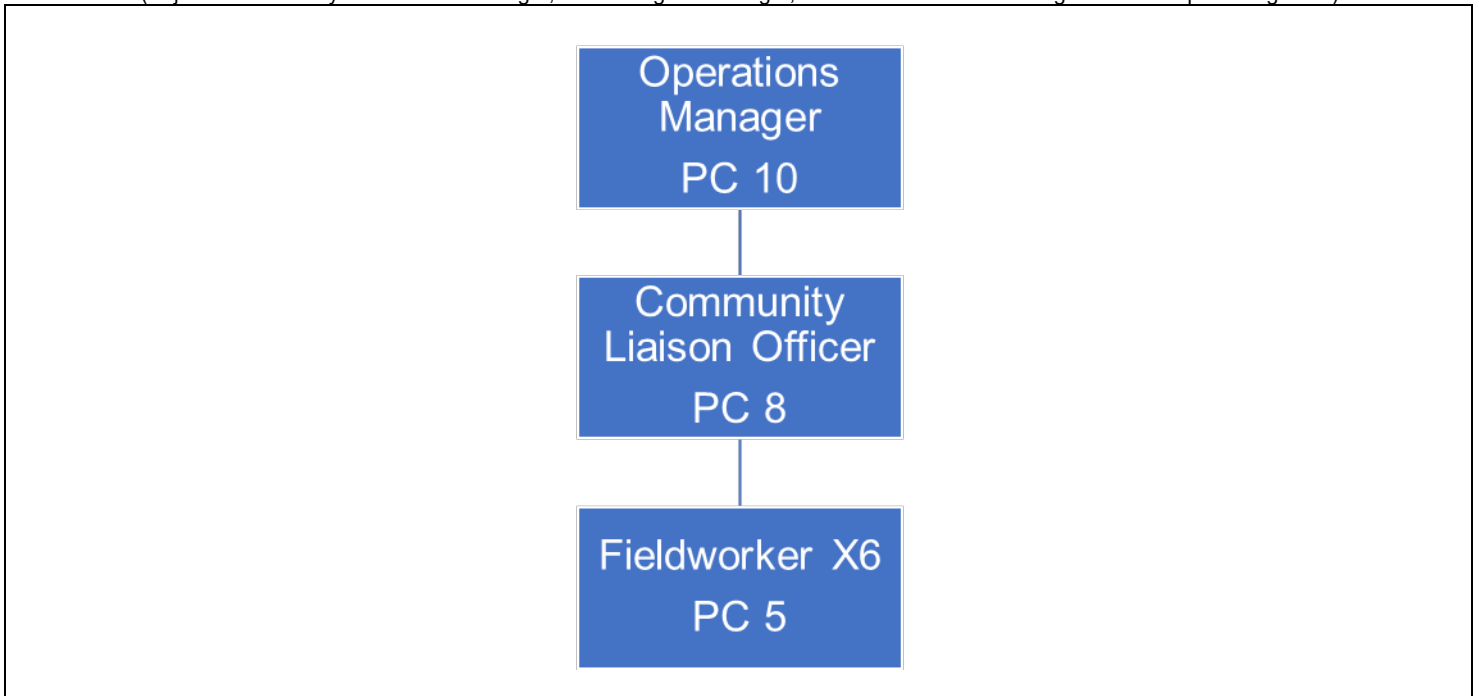 Operations
Manager
PC 10
Community
Liaison Officer
PC 8
Fieldworker X6
PC 5